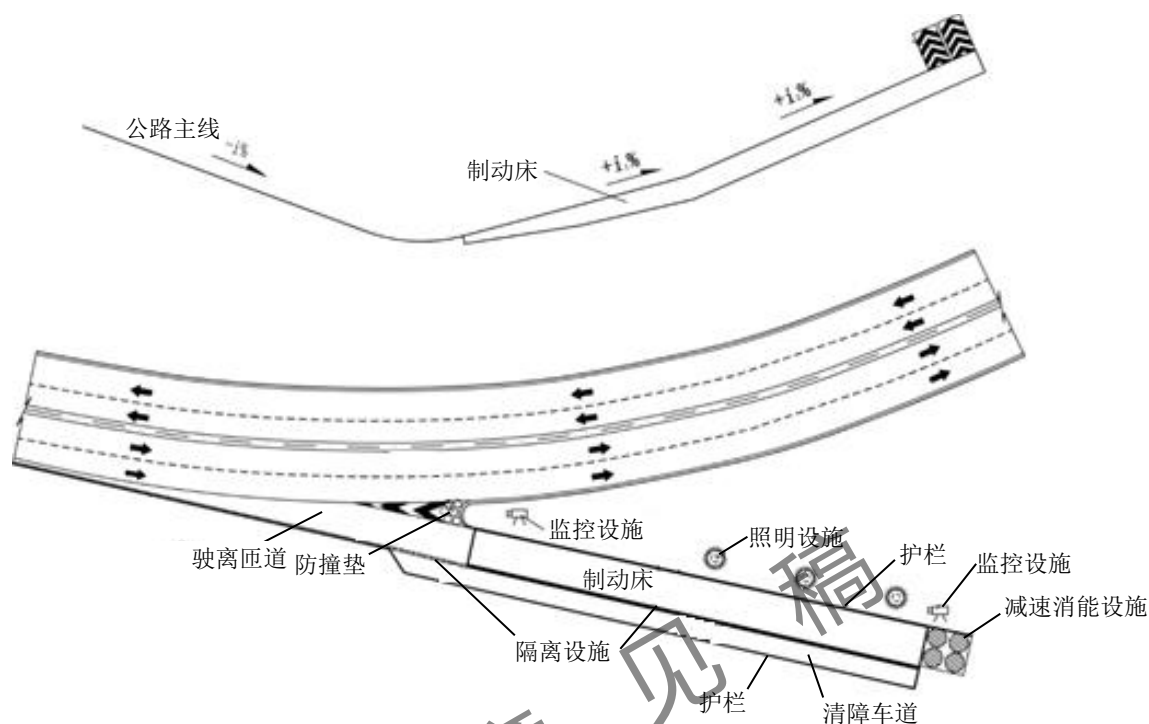 公路主线
-i%
+i%
+i%
制动床
监控设施
驶离匝道
防撞垫
照明设施
制动床
护栏
监控设施
减速消能设施
隔离设施
护栏
清障车道
见
稿